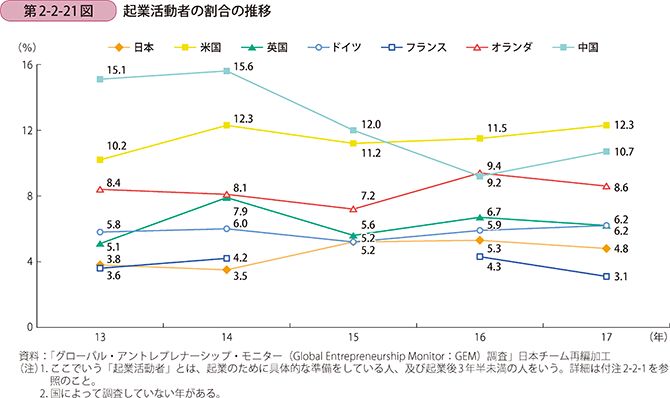 第2-2-21図 起業活動者の割合の推移
(%)
日本 米国 英国 ドイツ フランス オランダ 中国
16
12
8
4
0
15.1 15.6 12.0 9.2 10.7
10.2 12.3 11.2 11.5 12.3
8.4 8.1 7.2 9.4 8.6
5.1 7.9 5.6 6.7 6.2
5.8 6.0 5.2 5.9 6.2
3.8 3.5 5.2 5.3 4.8
3.6 4.2 4.3 3.1
13 14 15 16 17 (年)
資料：「グローバル・アントレプレナーシップ・モニター（Global Entrepreneurship Monitor：GEM）調査」日本チーム再編加工
（注）1. ここでいう「起業活動者」とは、起業のために具体的な準備をしている人、及び起業後3年半未満の人をいう。詳細は付注2-2-1を参
照のこと。
2. 国によって調査していない年がある。